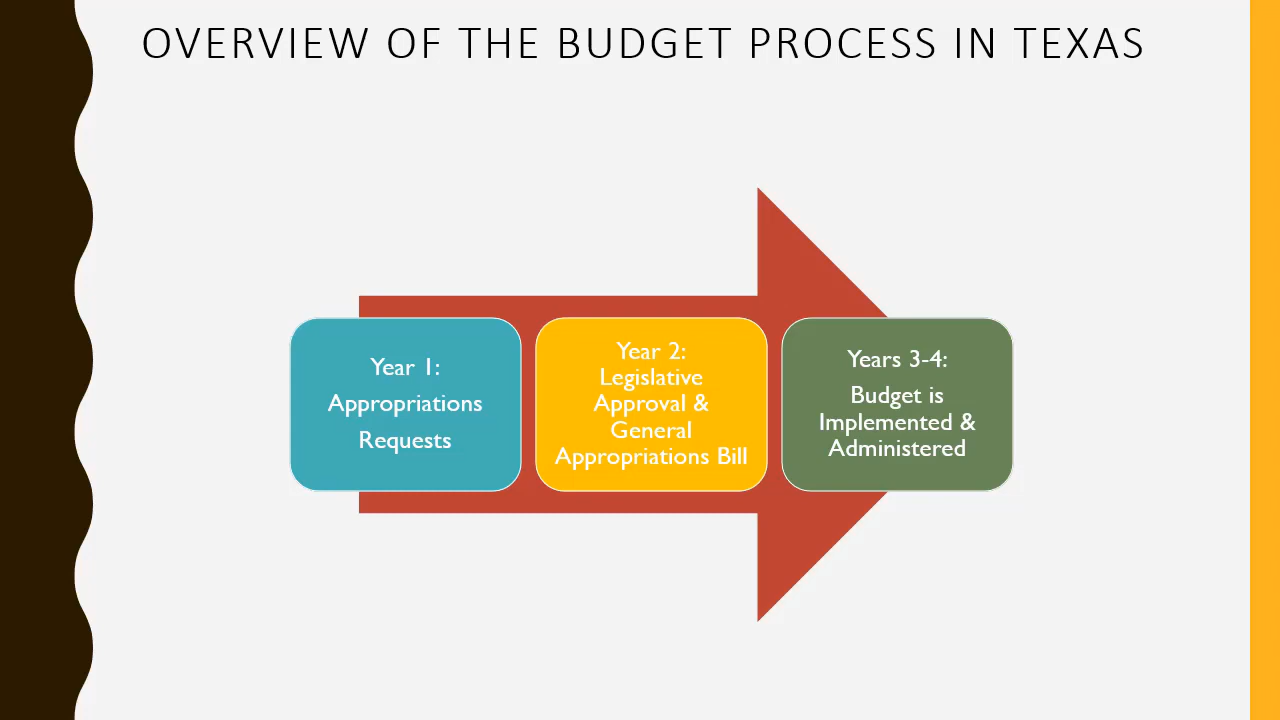 OVERVIEW OF THE BUDGET PROCESS IN TEXAS
Year 1:
Appropriations
Requests
Year 2:
Legislative
Approval &
General
Appropriations Bill
Years 3-4:
Budget is
Implemented &
Administered